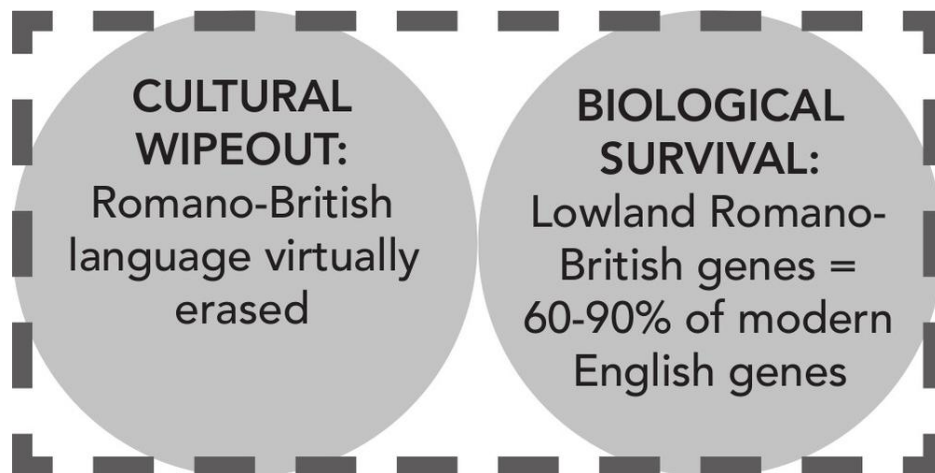 CULTURAL
WIPEOUT:
Romano-British
language virtually
erased
BIOLOGICAL
SURVIVAL:
Lowland Romano-
British genes =
60-90% of modern
English genes